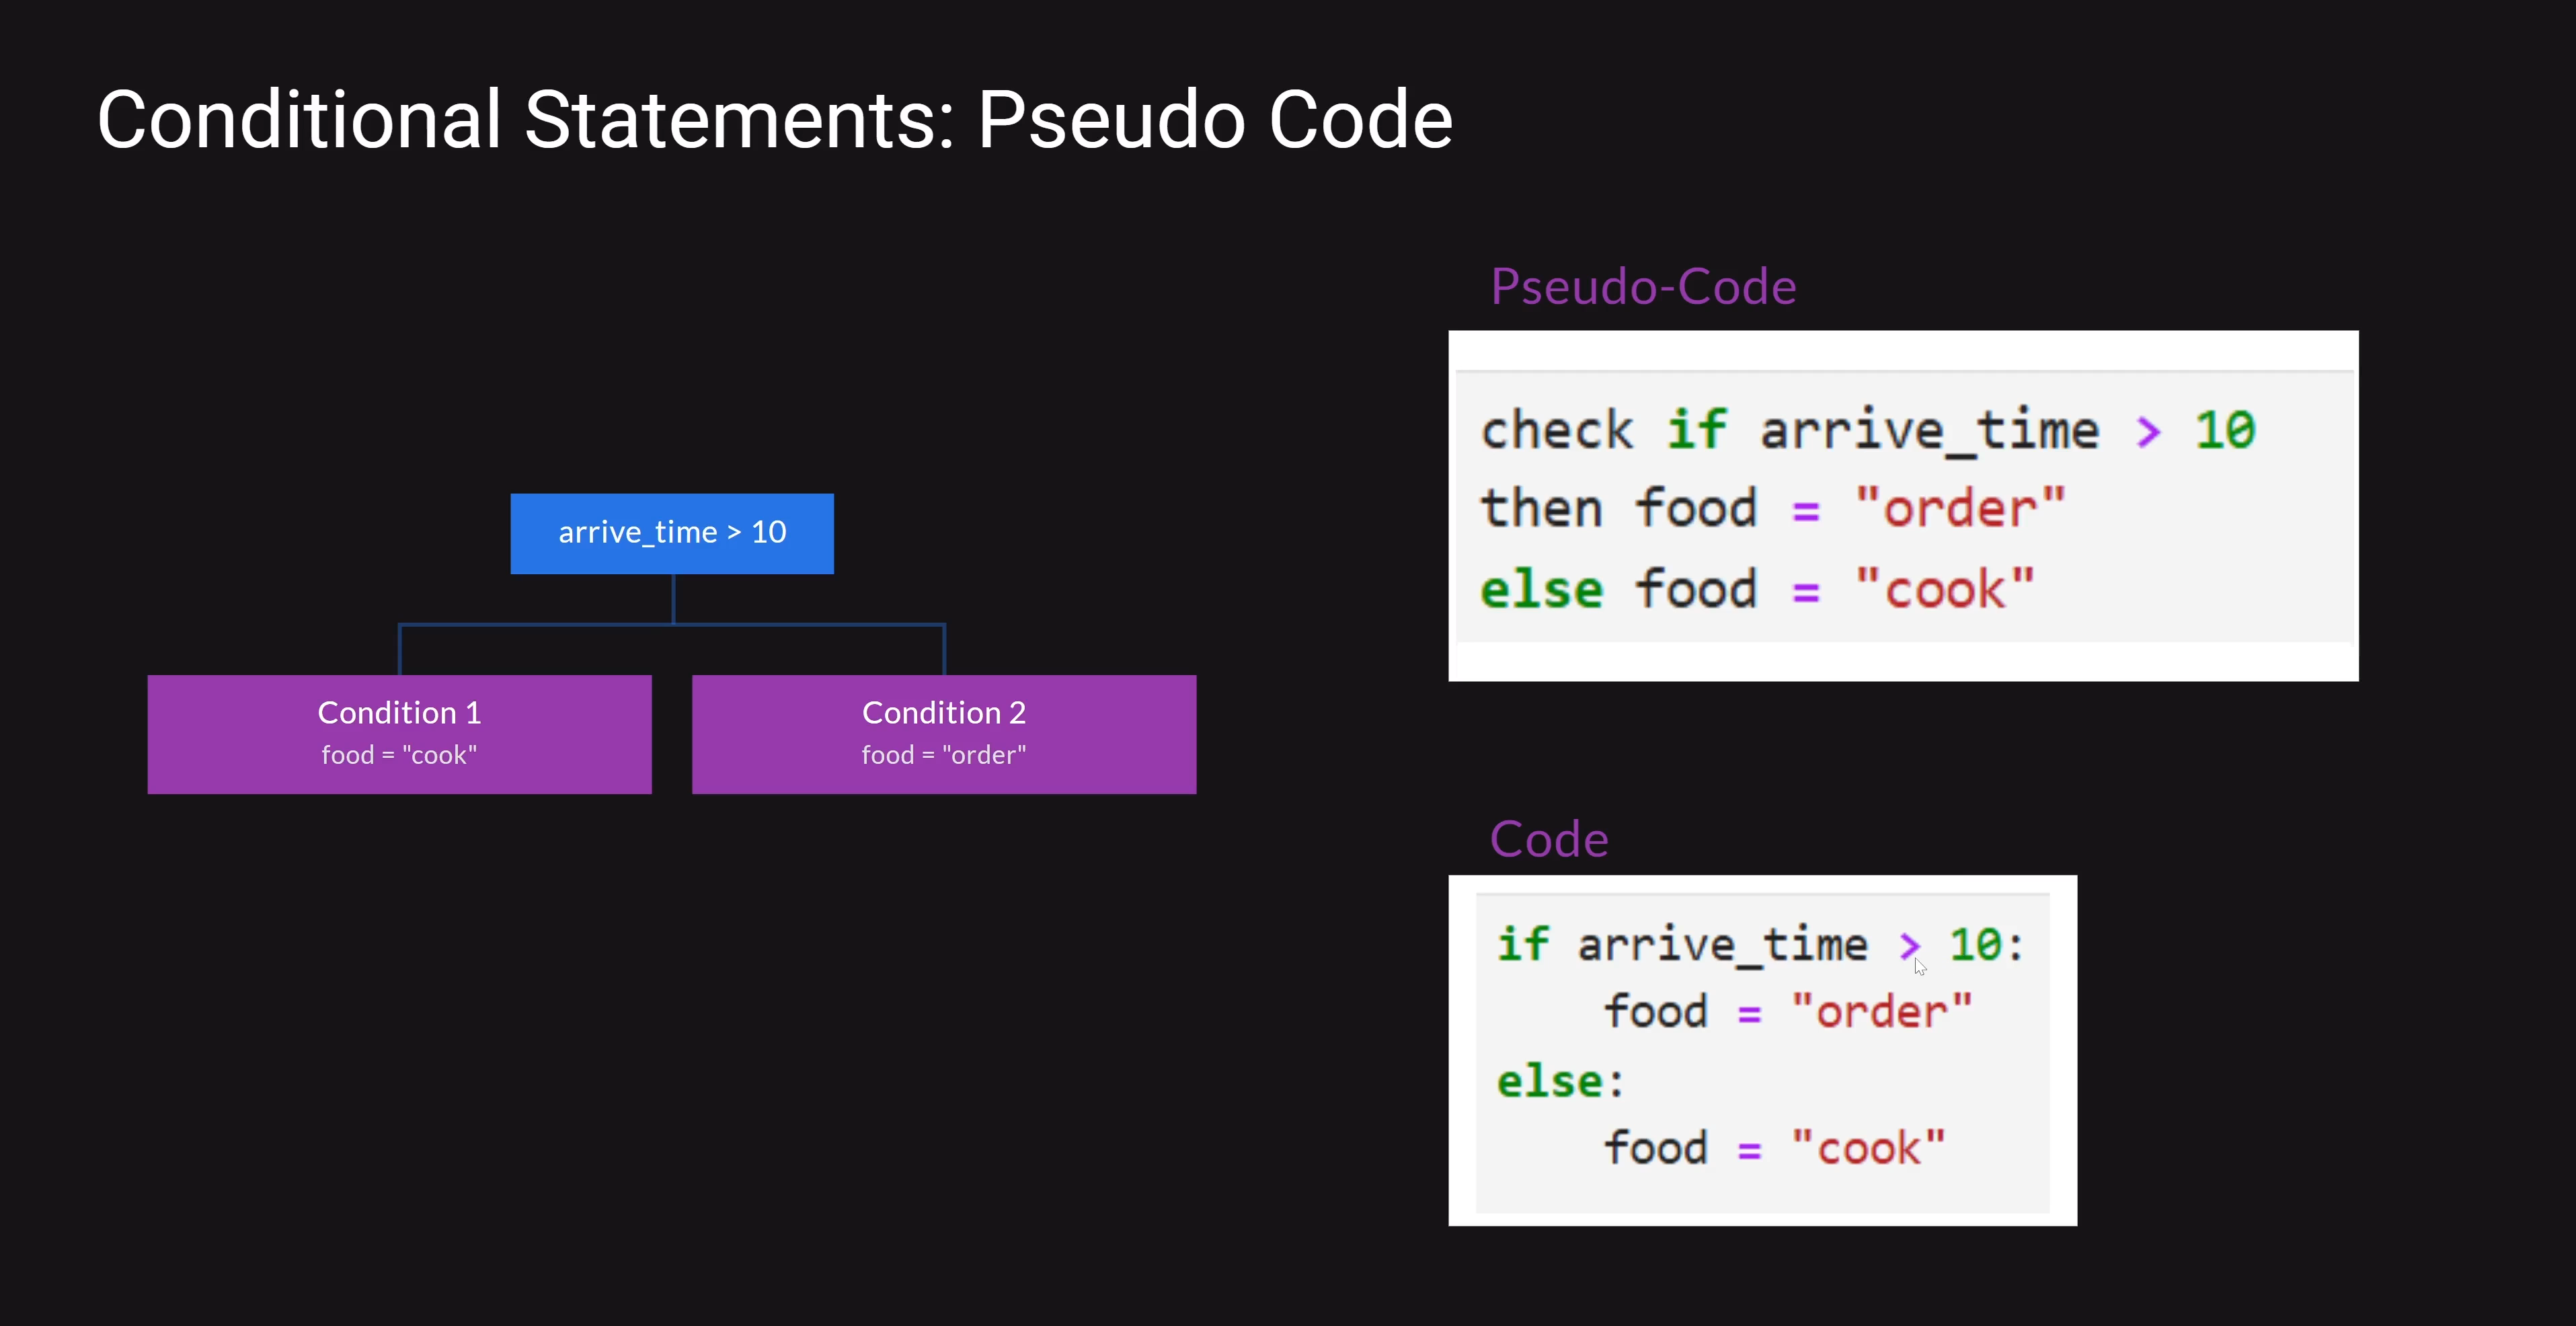 Conditional Statements: Pseudo Code
arrive_time > 10
Condition 1
food = "cook"
Condition 2
food = "order"
Pseudo-Code
check if arrive_time > 10
then food = "order"
else food = "cook"
Code
if arrive_time > 10:
    food = "order"
else:
    food = "cook"